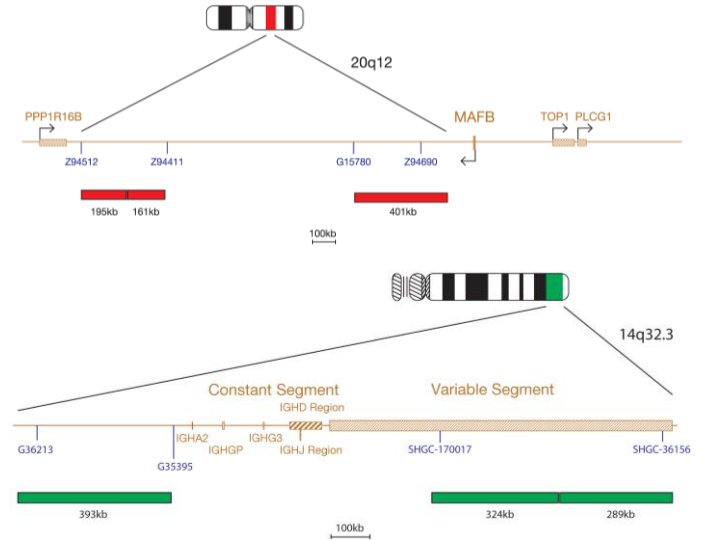 20q12
PPP1R16B
MAFB
TOP1 PLCG1
Z94512
Z94411
G15780
Z94690
195kb
161kb
401kb
100kb
14q32.3
Constant Segment
Variable Segment
IGHD Region
IGHA2
IGHGP
IGHG3
IGHJ Region
G36213
G35395
SHGC-170017
SHGC-36156
393kb
324kb
289kb
100kb